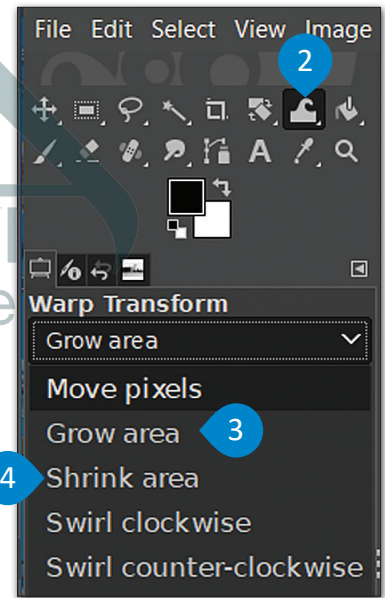 File Edit Select View Image
2
A
Warp Transform
Grow area
Move pixels
Grow area 3
4 Shrink area
Swirl clockwise
Swirl counter-clockwise